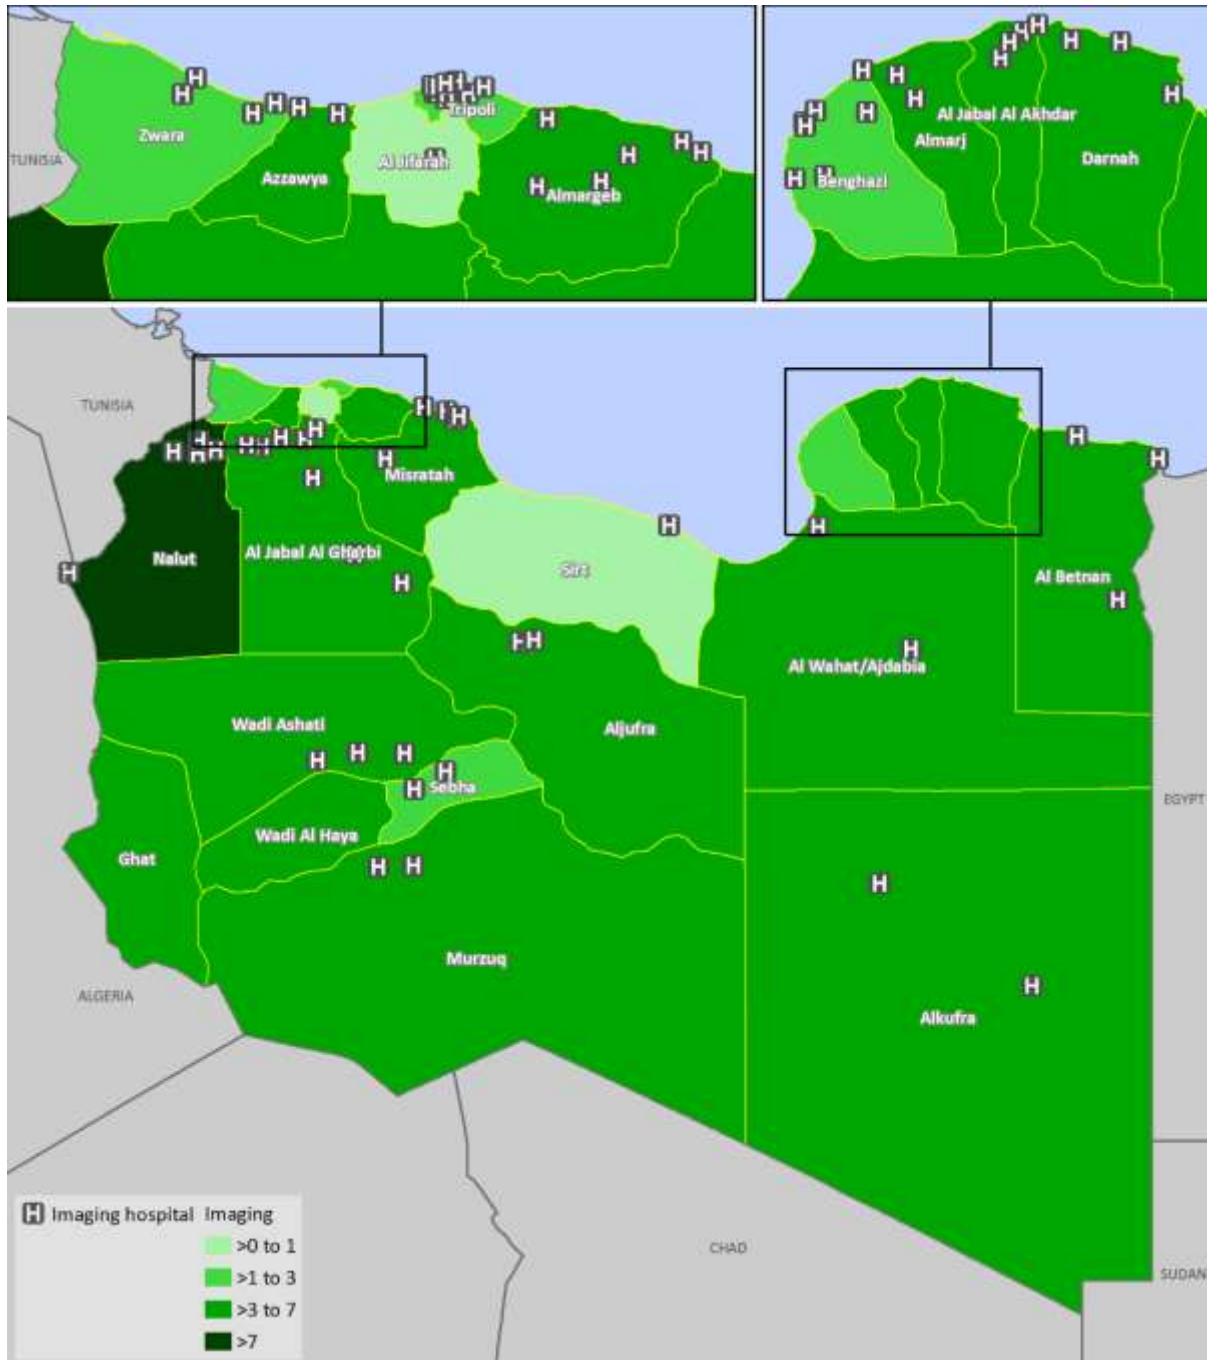 TUNISIA
Zwara
Azzawya
Al Jifarah
Tripoli
Almargeb
Benghazi
Almarj
Al Jabal Al Akhdar
Darnah
TUNISIA
Nalut
Al Jabal Al Gharbi
Misratah
Sirt
Al Wahat/Ajdabia
Al Betnan
Wadi Ashati
Aljufra
Sebha
Wadi Al Haya
Ghat
Murzuq
Alkufra
EGYPT
ALGERIA
CHAD
SUDAN
H Imaging hospital Imaging
>0 to 1
>1 to 3
>3 to 7
>7